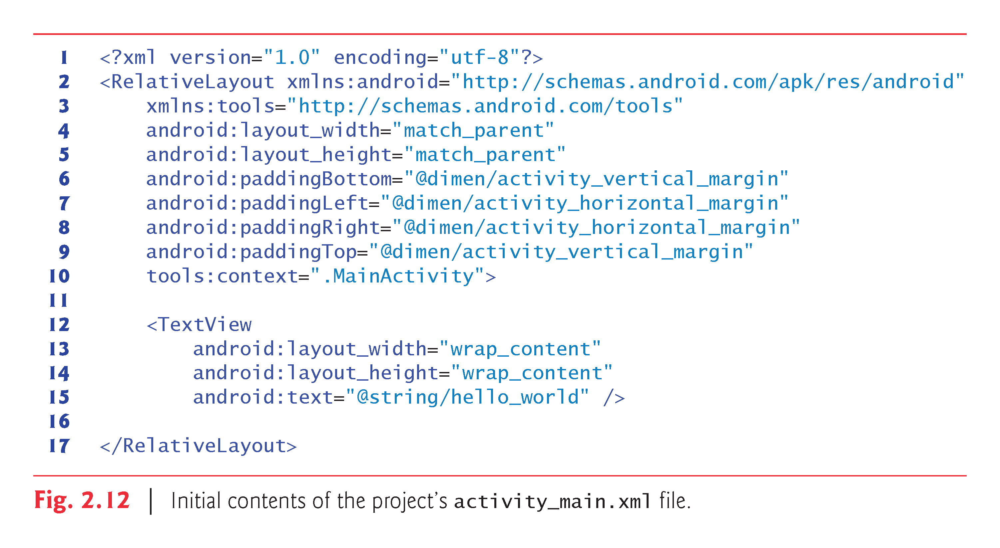 1 <?xml version="1.0" encoding="utf-8"?>
2 <RelativeLayout xmlns:android="http://schemas.android.com/apk/res/android"
3     xmlns:tools="http://schemas.android.com/tools"
4     android:layout_width="match_parent"
5     android:layout_height="match_parent"
6     android:paddingBottom="@dimen/activity_vertical_margin"
7     android:paddingLeft="@dimen/activity_horizontal_margin"
8     android:paddingRight="@dimen/activity_horizontal_margin"
9     android:paddingTop="@dimen/activity_vertical_margin"
10     tools:context=".MainActivity">
11
12     <TextView
13         android:layout_width="wrap_content"
14         android:layout_height="wrap_content"
15         android:text="@string/hello_world" />
16
17 </RelativeLayout>
Fig. 2.12 | Initial contents of the project’s activity_main.xml file.